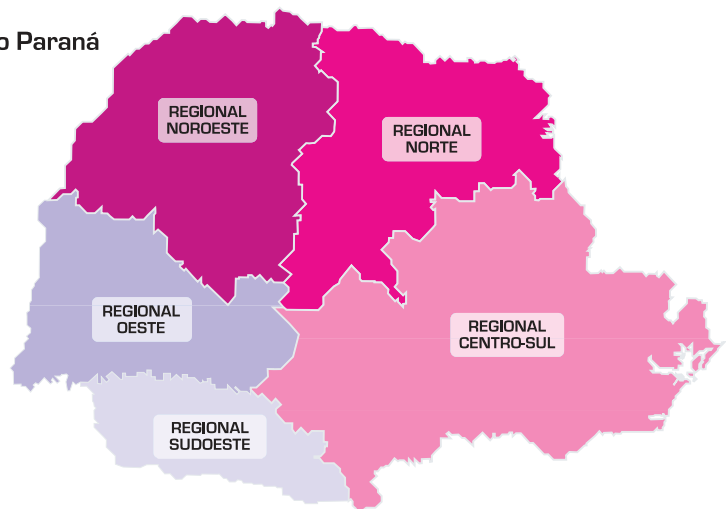 o Paraná
REGIONAL
NOROESTE
REGIONAL
NORTE
REGIONAL
OESTE
REGIONAL
CENTRO-SUL
REGIONAL
SUDOESTE